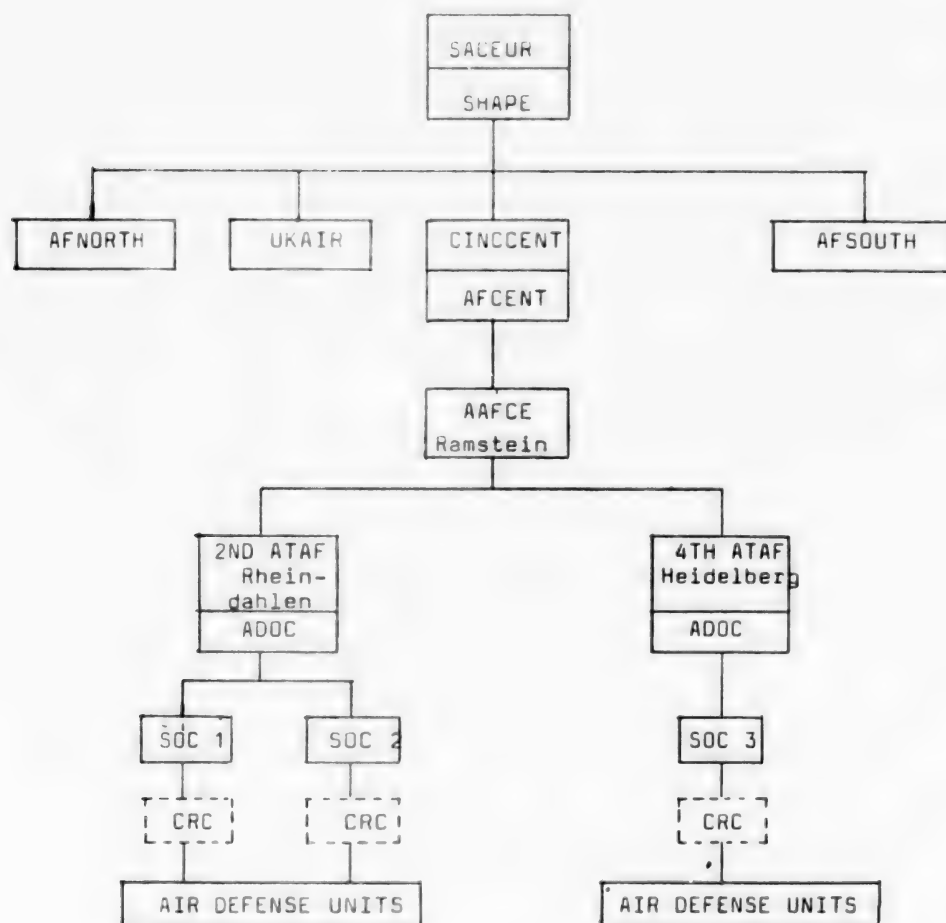 SACEUR
SHAPE
AFNORTH
UKAIR
CINCCENT
AFCENT
AFSOUTH
AAFCE
Ramstein
2ND ATAF
Rhein-
dahlen
ADOC
4TH ATAF
Heidelberg
ADOC
SOC 1
SOC 2
SOC 3
CRC
CRC
CRC
AIR DEFENSE UNITS
AIR DEFENSE UNITS